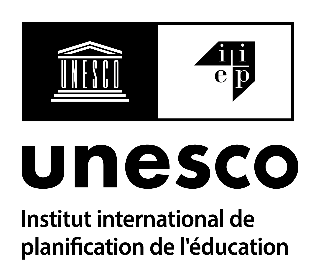 UNESCO
i i
e p
unesco
Institut international de
planification de l'éducation